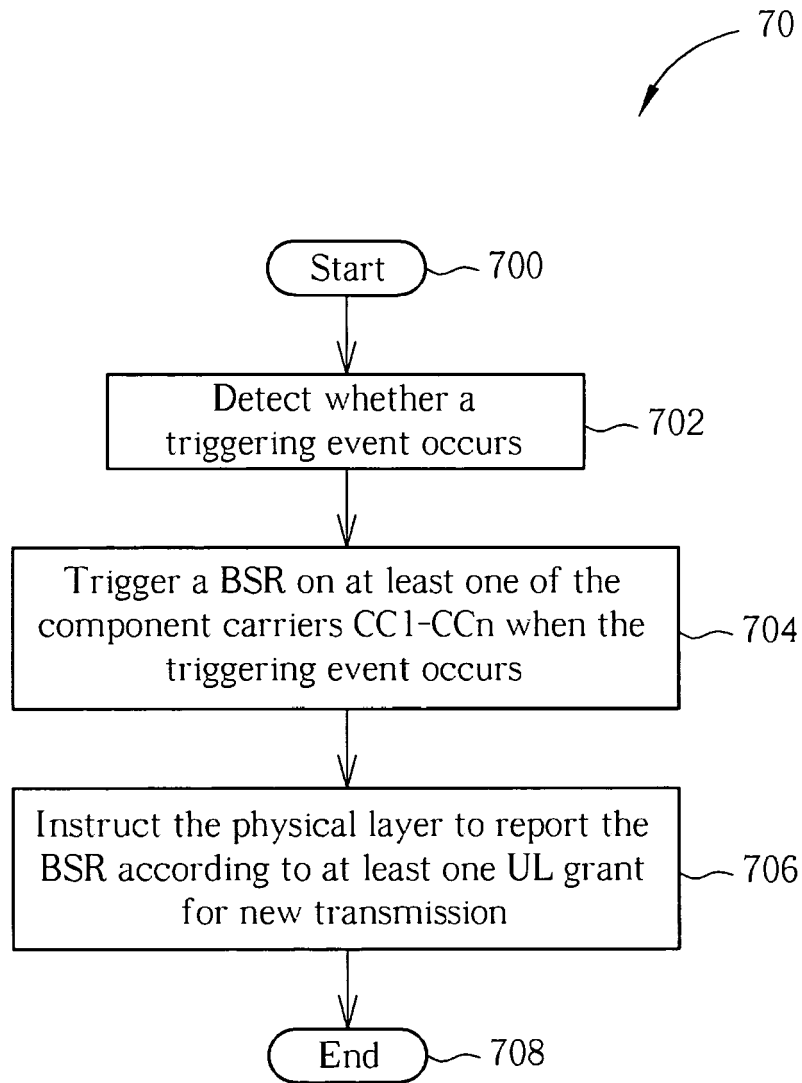 70
Start
700
Detect whether a
triggering event occurs
702
Trigger a BSR on at least one of the
component carriers CC1-CCn when the
triggering event occurs
704
Instruct the physical layer to report the
BSR according to at least one UL grant
for new transmission
706
End
708